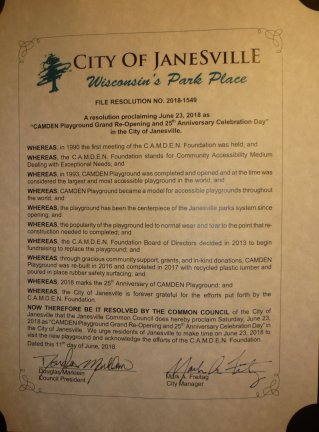 CITY OF JANESVILLE
Wisconsin's Park Place
FILE RESOLUTION NO. 2018-1549
A resolution proclaiming June 23, 2018 as
"CAMDEN Playground Grand Re-Opening and 25th Anniversary Celebration Day"
in the City of Janesville.
WHEREAS, in 1990 the first meeting of the C.A.M.D.E.N. Foundation was held; and
WHEREAS, the C.A.M.D.E.N. Foundation stands for Community Accessibility Medium
Dealing with Exceptional Needs; and
WHEREAS, in 1993, CAMDEN Playground was completed and opened and at the time was
considered the largest and most accessible playground in the world; and
WHEREAS, CAMDEN Playground became a model for accessible playgrounds throughout the
world; and
WHEREAS, the playground has been the centerpiece of the Janesville parks system since
opening; and
WHEREAS, the popularity of the playground led to normal wear and tear to the point that re-
construction needed to completed; and
WHEREAS, the C.A.M.D.E.N. Foundation Board of Directors decided in 2013 to begin
fundraising to replace the playground; and
WHEREAS through gracious community support, grants, and in-kind donations, CAMDEN
Playground was re-built in 2016 and completed in 2017 with recycled plastic lumber and
poured in place rubber safety surfacing; and
WHEREAS, 2018 marks the 25th Anniversary of CAMDEN Playground; and
WHEREAS, the City of Janesville is forever grateful for the efforts put forth by the
C.A.M.D.E.N. Foundation.
NOW THEREFORE BE IT RESOLVED BY THE COMMON COUNCIL of the City of
Janesville that the Janesville Common Council does hereby proclaim Saturday, June 23,
2018 as "CAMDEN Playground Grand Re-Opening and 25th Anniversary Celebration Day" in
the City of Janesville. We urge residents of Janesville to make time on June 23, 2018 to
visit the new playground and acknowledge the efforts of the C.A.M.D.E.N. Foundation.
Dated this 11th day of June, 2018.
Douglas Marklein
Council President
Mark A. Freitag
City Manager